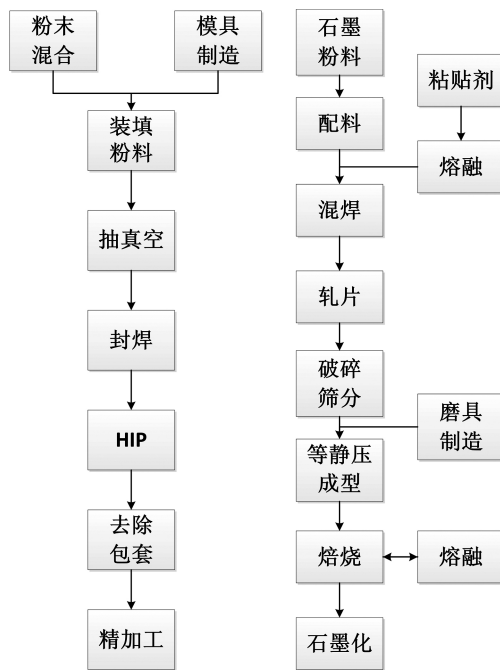 粉末
混合
模具
制造
装填
粉料
抽真空
封焊
HIP
去除
包套
精加工
石墨
粉料
粘贴剂
配料
熔融
混焊
轧片
破碎
筛分
磨具
制造
等静压
成型
焙烧
熔融
石墨化